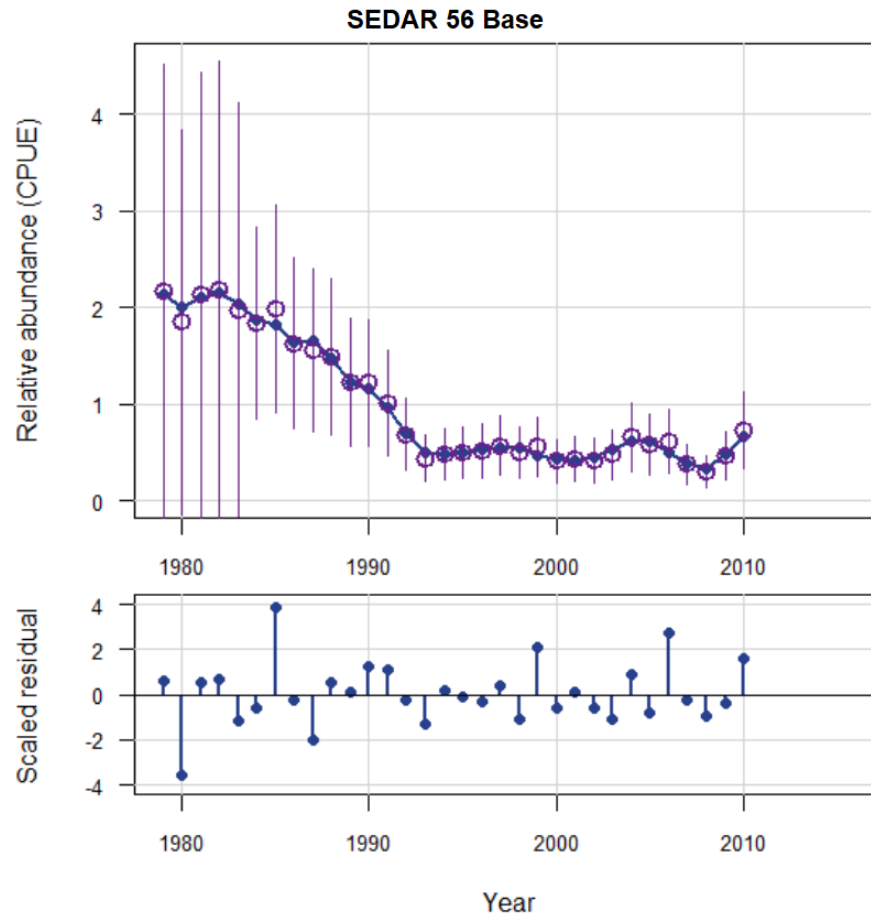 SEDAR 56 Base
Relative abundance (CPUE)
4
3
2
1
0
1980 1990 2000 2010
Scaled residual
4
2
0
-2
-4
1980 1990 2000 2010
Year